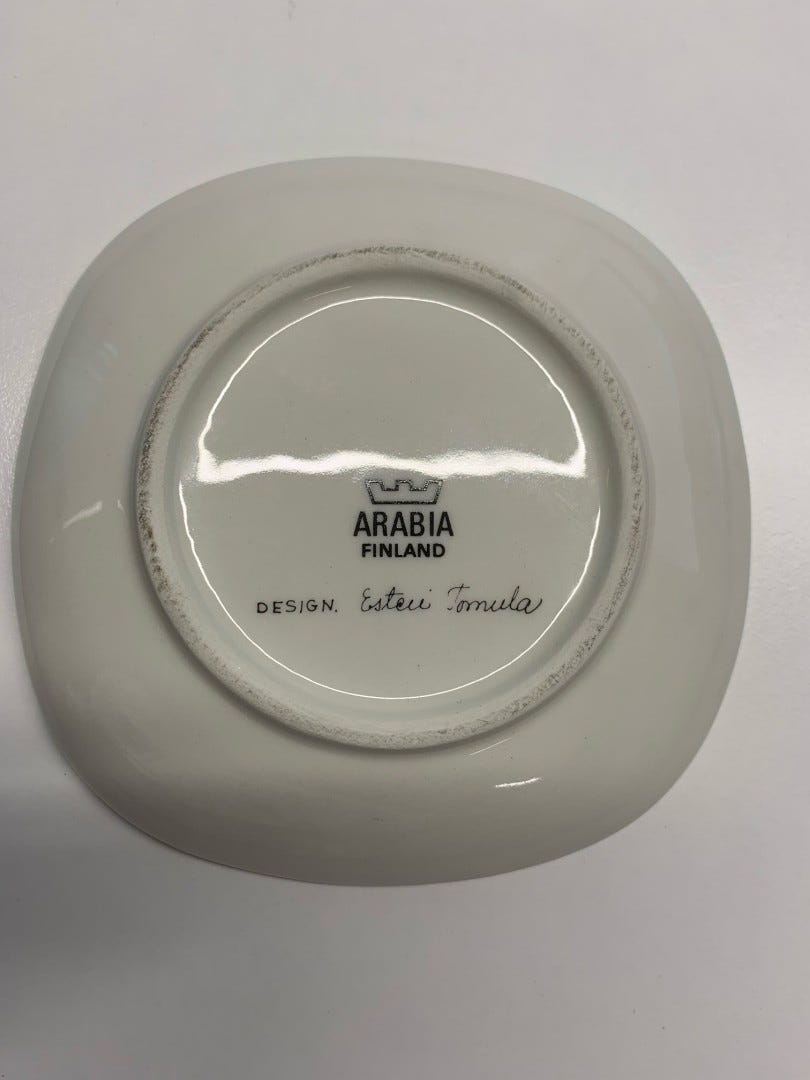 ARABIA
FINLAND
DESIGN. Esteri Tomula